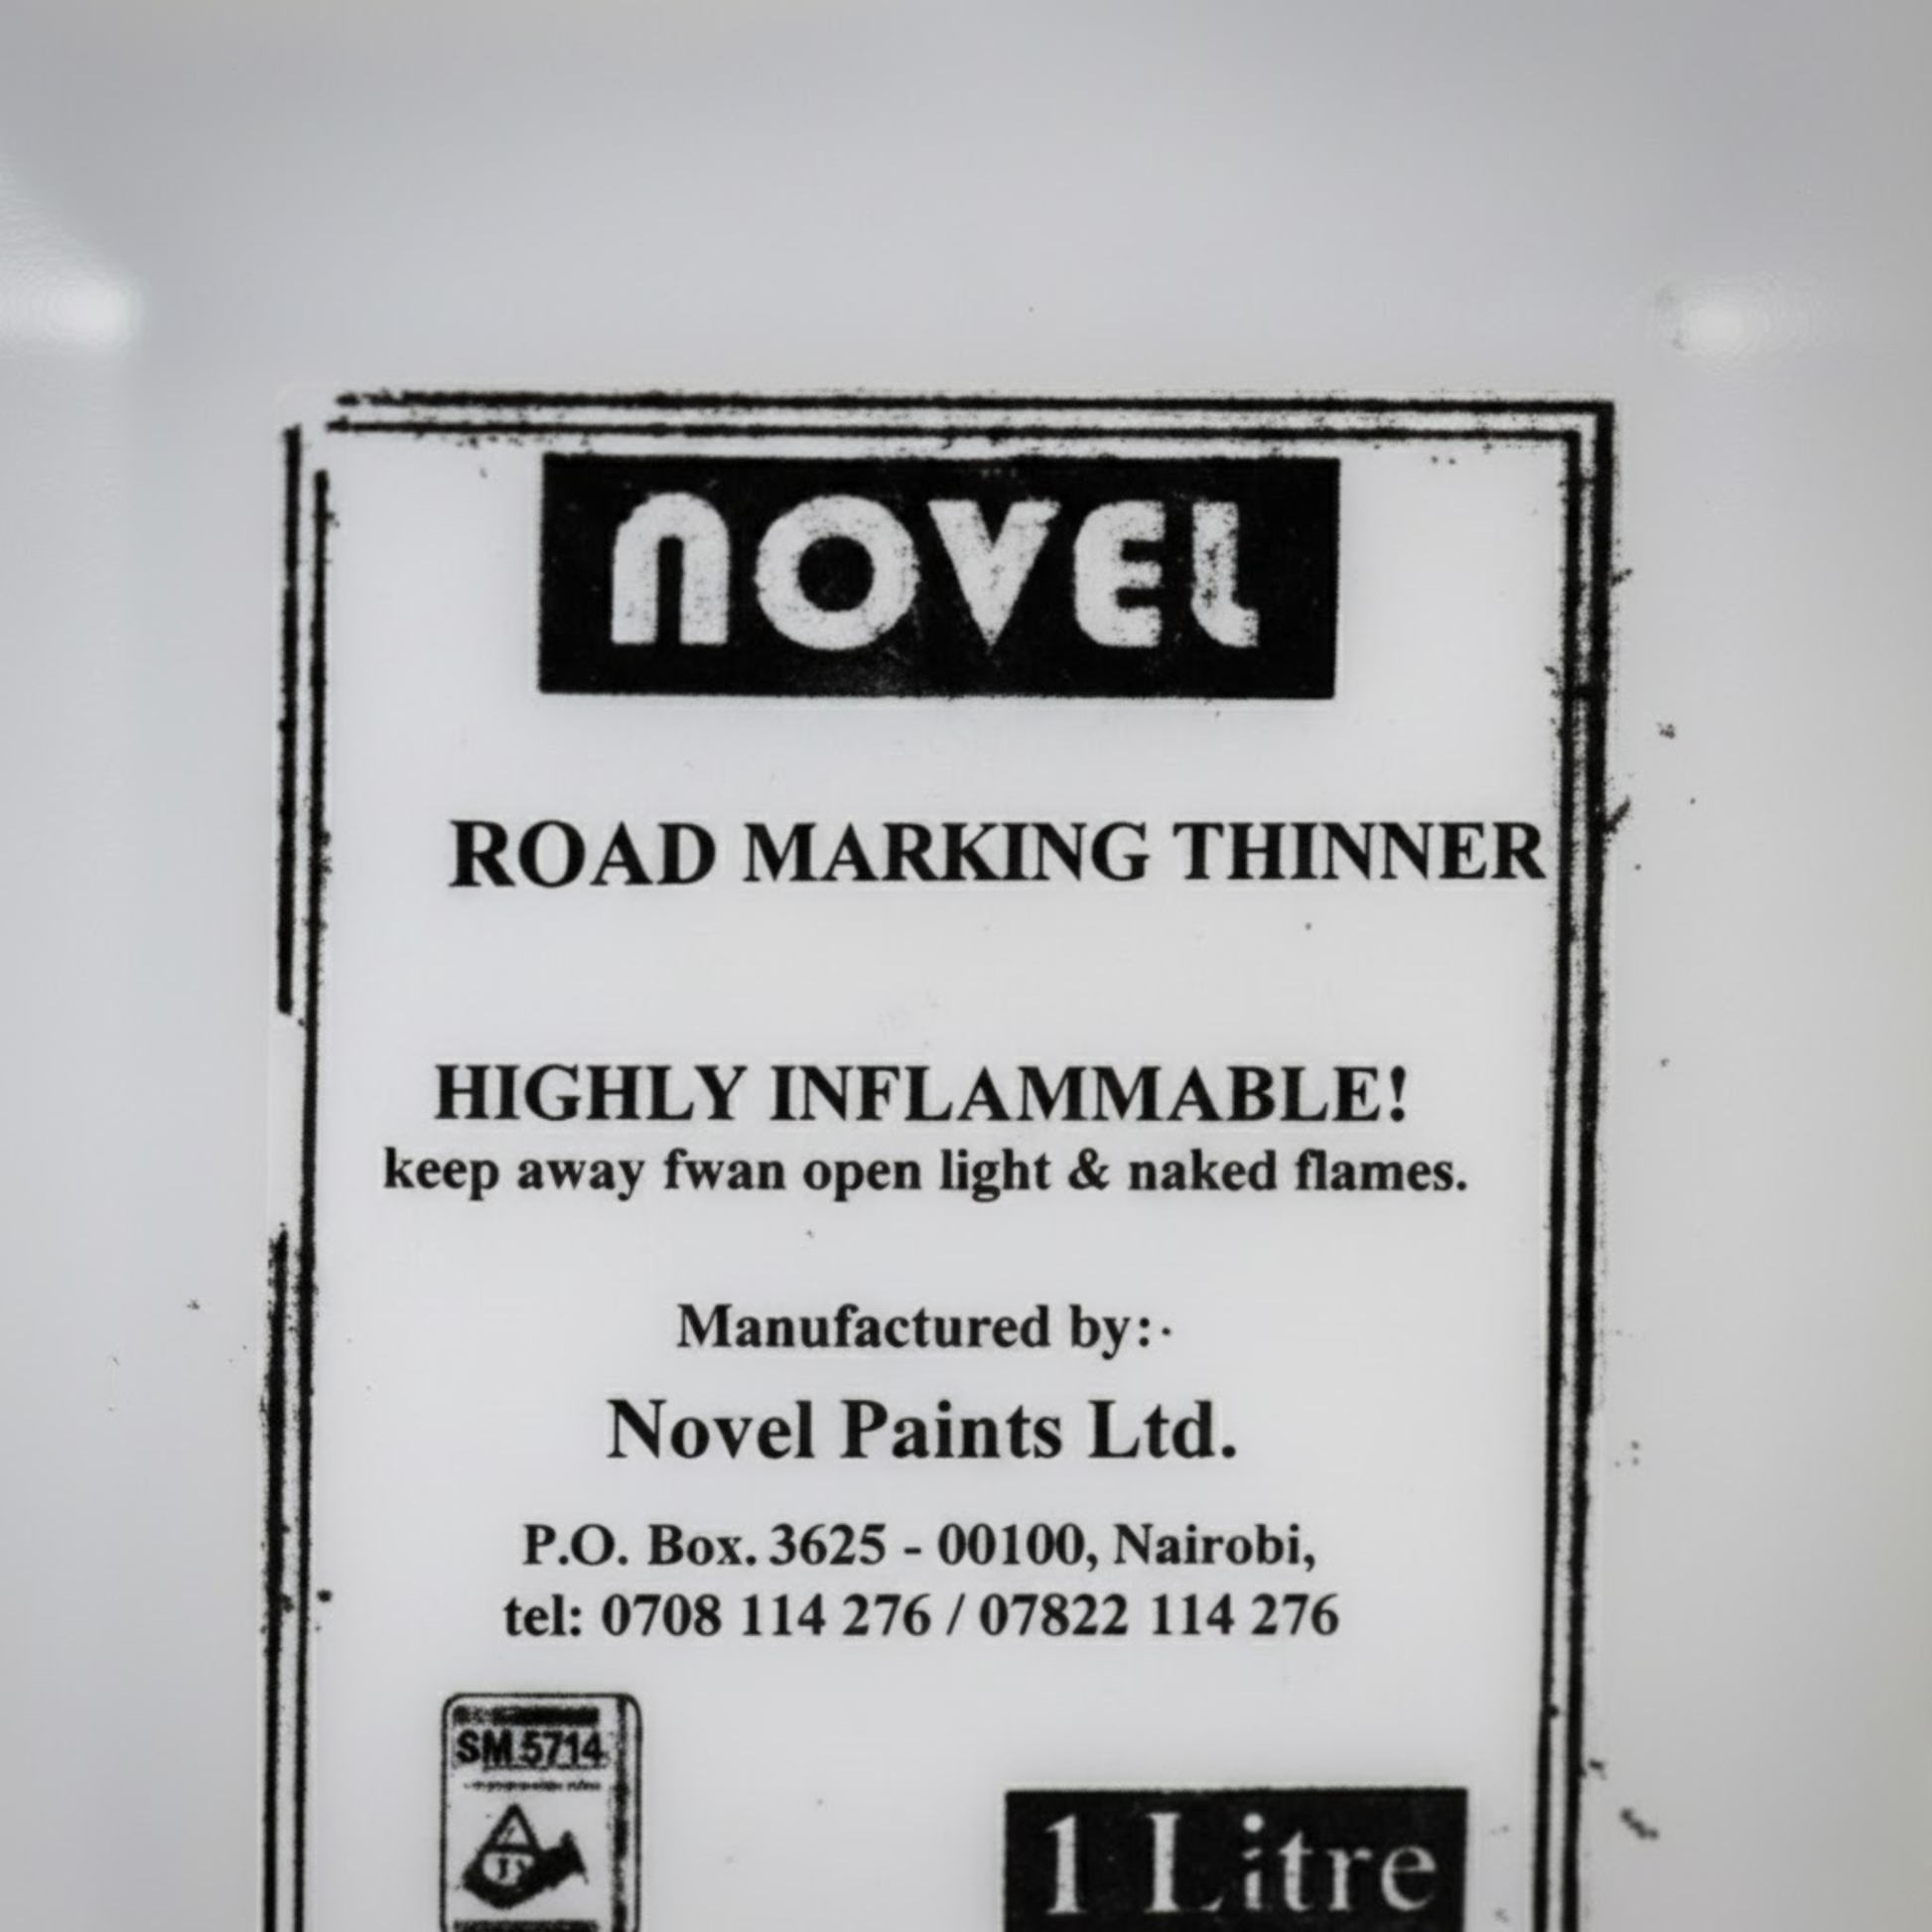 NOVEL
ROAD MARKING THINNER
HIGHLY INFLAMMABLE!
keep away fwan open light & naked flames.
Manufactured by:·
Novel Paints Ltd.
P.O. Box. 3625 - 00100, Nairobi,
tel: 0708 114 276 / 07822 114 276
SM 5714
1 Litre